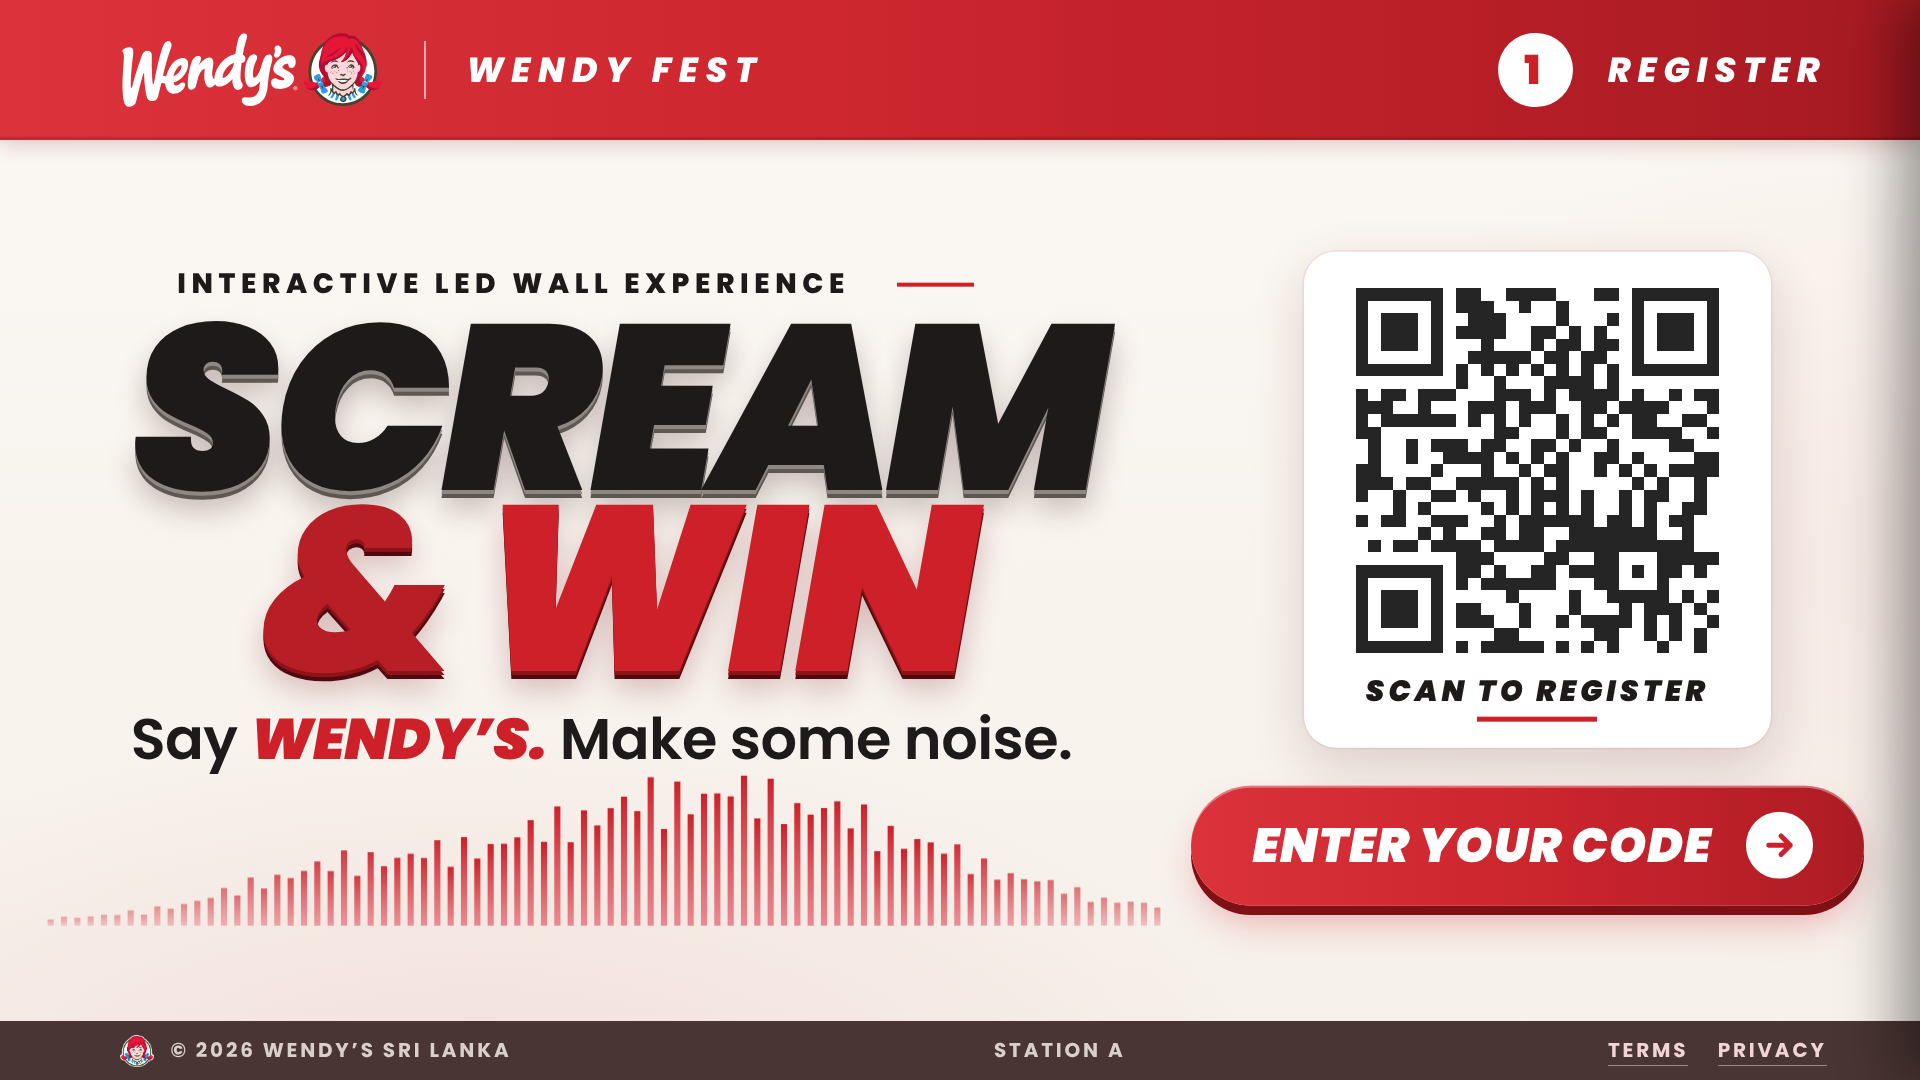 Wendy's
WENDY FEST
1 REGISTER
INTERACTIVE LED WALL EXPERIENCE
SCREAM
& WIN
Say WENDY’S. Make some noise.
SCAN TO REGISTER
ENTER YOUR CODE
© 2026 WENDY’S SRI LANKA
STATION A
TERMS PRIVACY